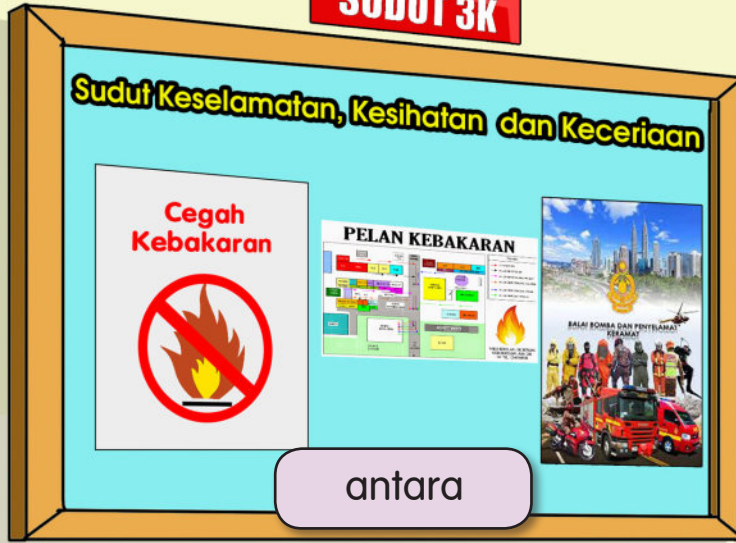 SUDUT 3K
Sudut Keselamatan, Kesihatan dan Keceriaan
Cegah
Kebakaran
PELAN KEBAKARAN
BALAI BOMBA DAN PENYELAMAT
KERAMAT
antara